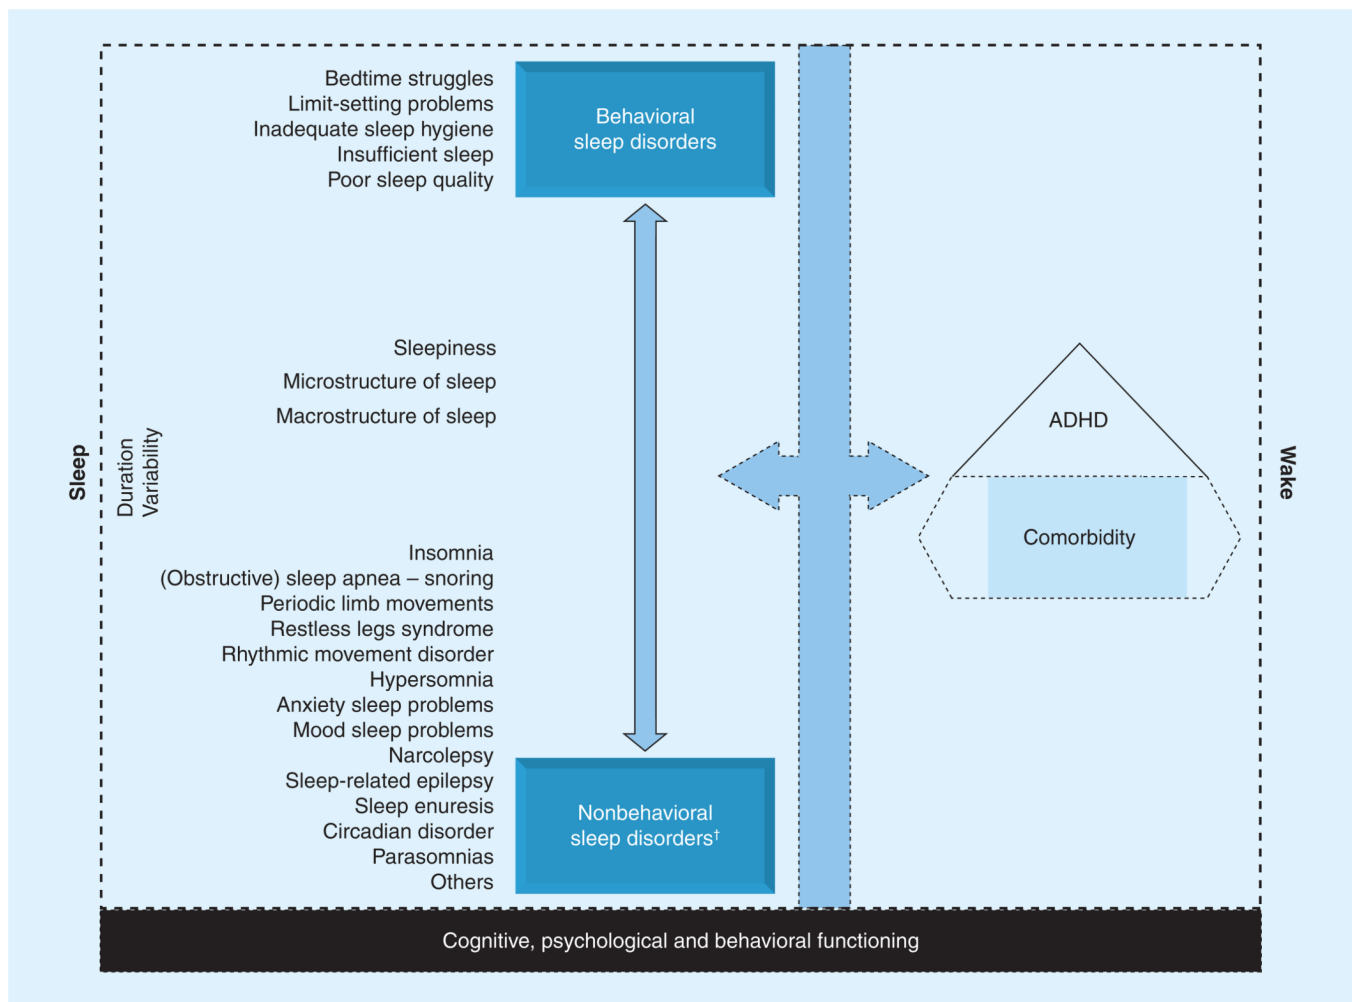 Bedtime struggles
Limit-setting problems
Inadequate sleep hygiene
Insufficient sleep
Poor sleep quality
Behavioral
sleep disorders
Sleepiness
Microstructure of sleep
Macrostructure of sleep
Sleep
Duration
Variability
ADHD
Comorbidity
Wake
Insomnia
(Obstructive) sleep apnea – snoring
Periodic limb movements
Restless legs syndrome
Rhythmic movement disorder
Hypersomnia
Anxiety sleep problems
Mood sleep problems
Narcolepsy
Sleep-related epilepsy
Sleep enuresis
Circadian disorder
Parasomnias
Others
Nonbehavioral
sleep disorders†
Cognitive, psychological and behavioral functioning